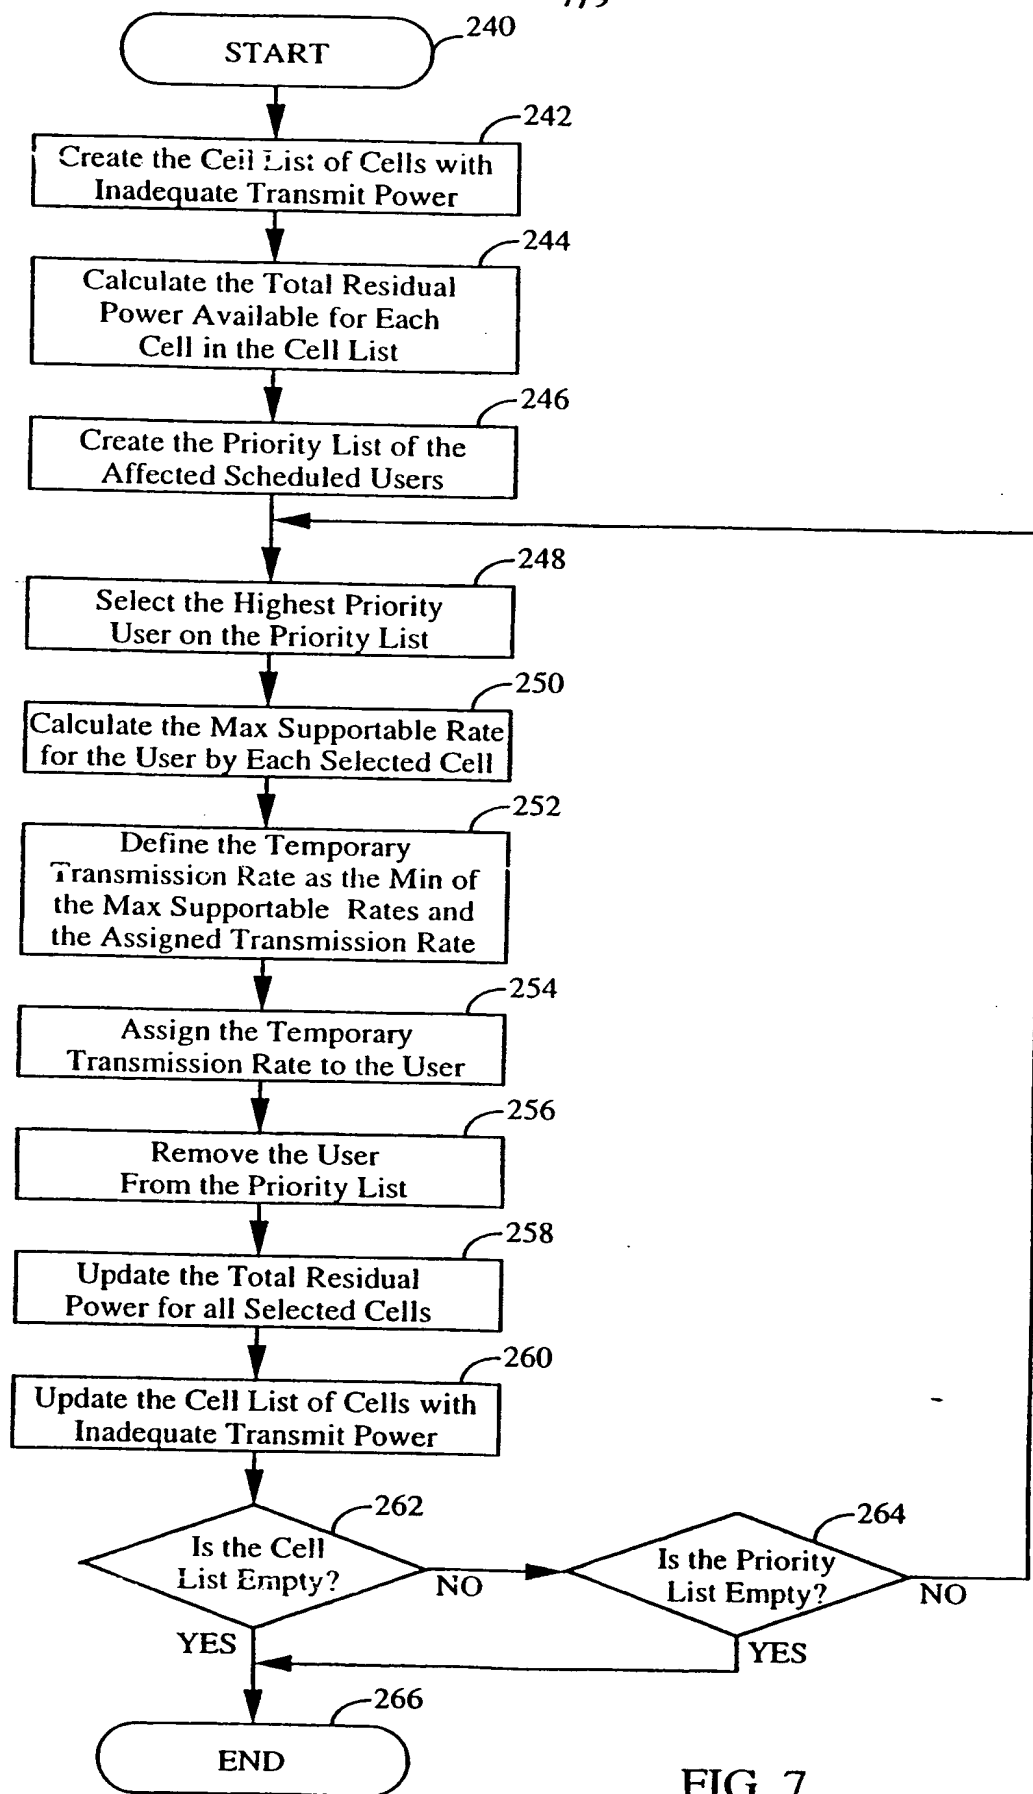 240
START
242
Create the Cell List of Cells with
Inadequate Transmit Power
244
Calculate the Total Residual
Power Available for Each
Cell in the Cell List
246
Create the Priority List of the
Affected Scheduled Users
248
Select the Highest Priority
User on the Priority List
250
Calculate the Max Supportable Rate
for the User by Each Selected Cell
252
Define the Temporary
Transmission Rate as the Min of
the Max Supportable Rates and
the Assigned Transmission Rate
254
Assign the Temporary
Transmission Rate to the User
256
Remove the User
From the Priority List
258
Update the Total Residual
Power for all Selected Cells
260
Update the Cell List of Cells with
Inadequate Transmit Power
262
Is the Cell
List Empty?
NO
264
Is the Priority
List Empty?
NO
YES
YES
266
END
FIG. 7